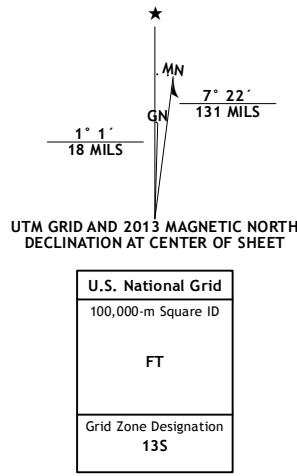 ★
MN
GN
7° 22´
131 MILS
1° 1´
18 MILS
UTM GRID AND 2013 MAGNETIC NORTH
DECLINATION AT CENTER OF SHEET
U.S. National Grid
100,000-m Square ID
FT
Grid Zone Designation
13S